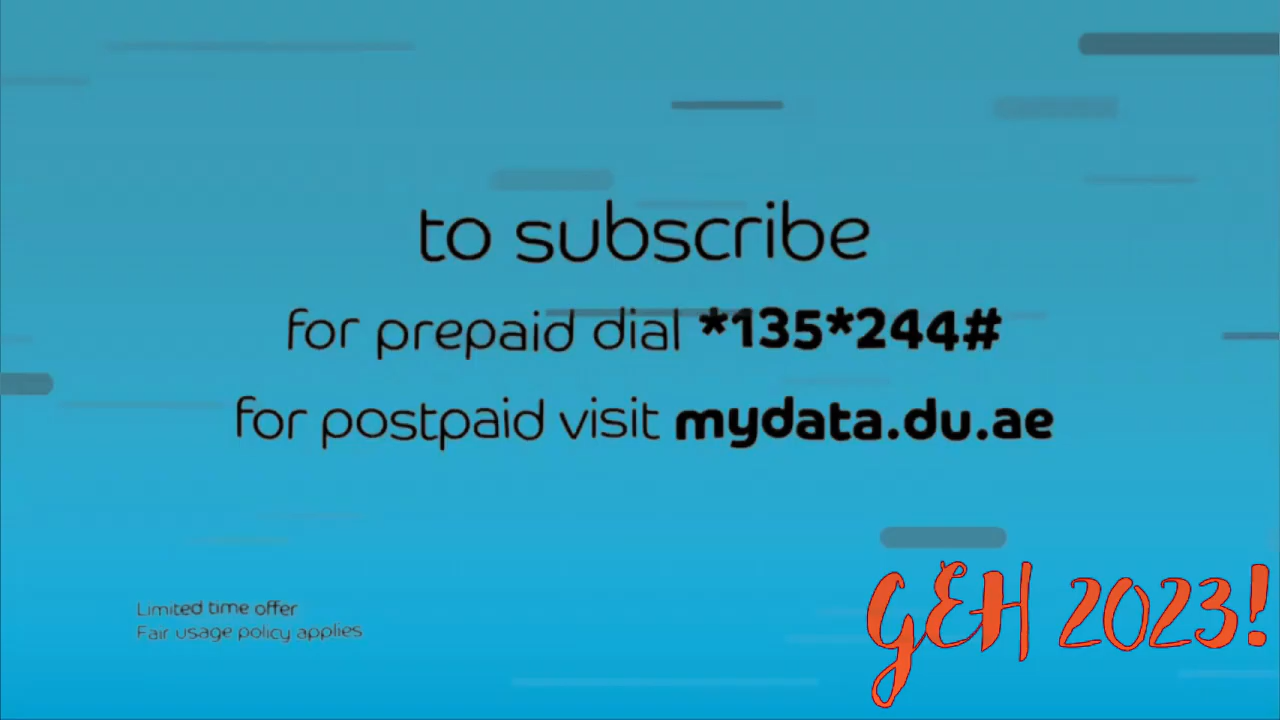 to subscribe
for prepaid dial *135*244#
for postpaid visit mydata.du.ae
Limited time offer
Fair usage policy applies
GEH 2023!